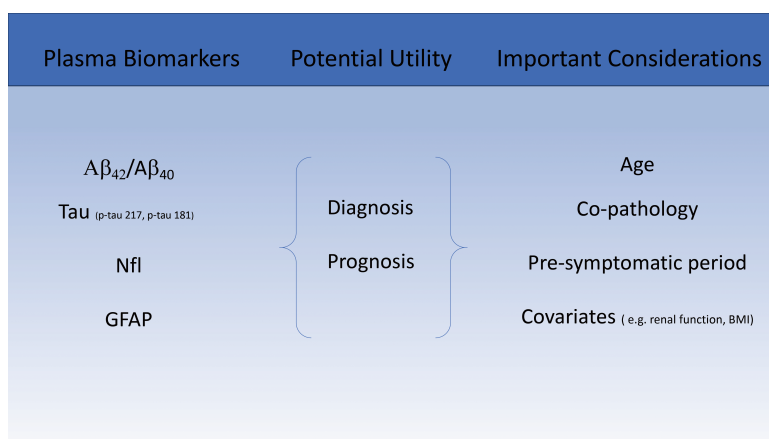 Plasma Biomarkers Potential Utility Important Considerations
Aβ42/Aβ40 Age
Tau (p-tau 217, p-tau 181) Diagnosis Co-pathology
Nfl Prognosis Pre-symptomatic period
GFAP Covariates ( e.g. renal function, BMI)